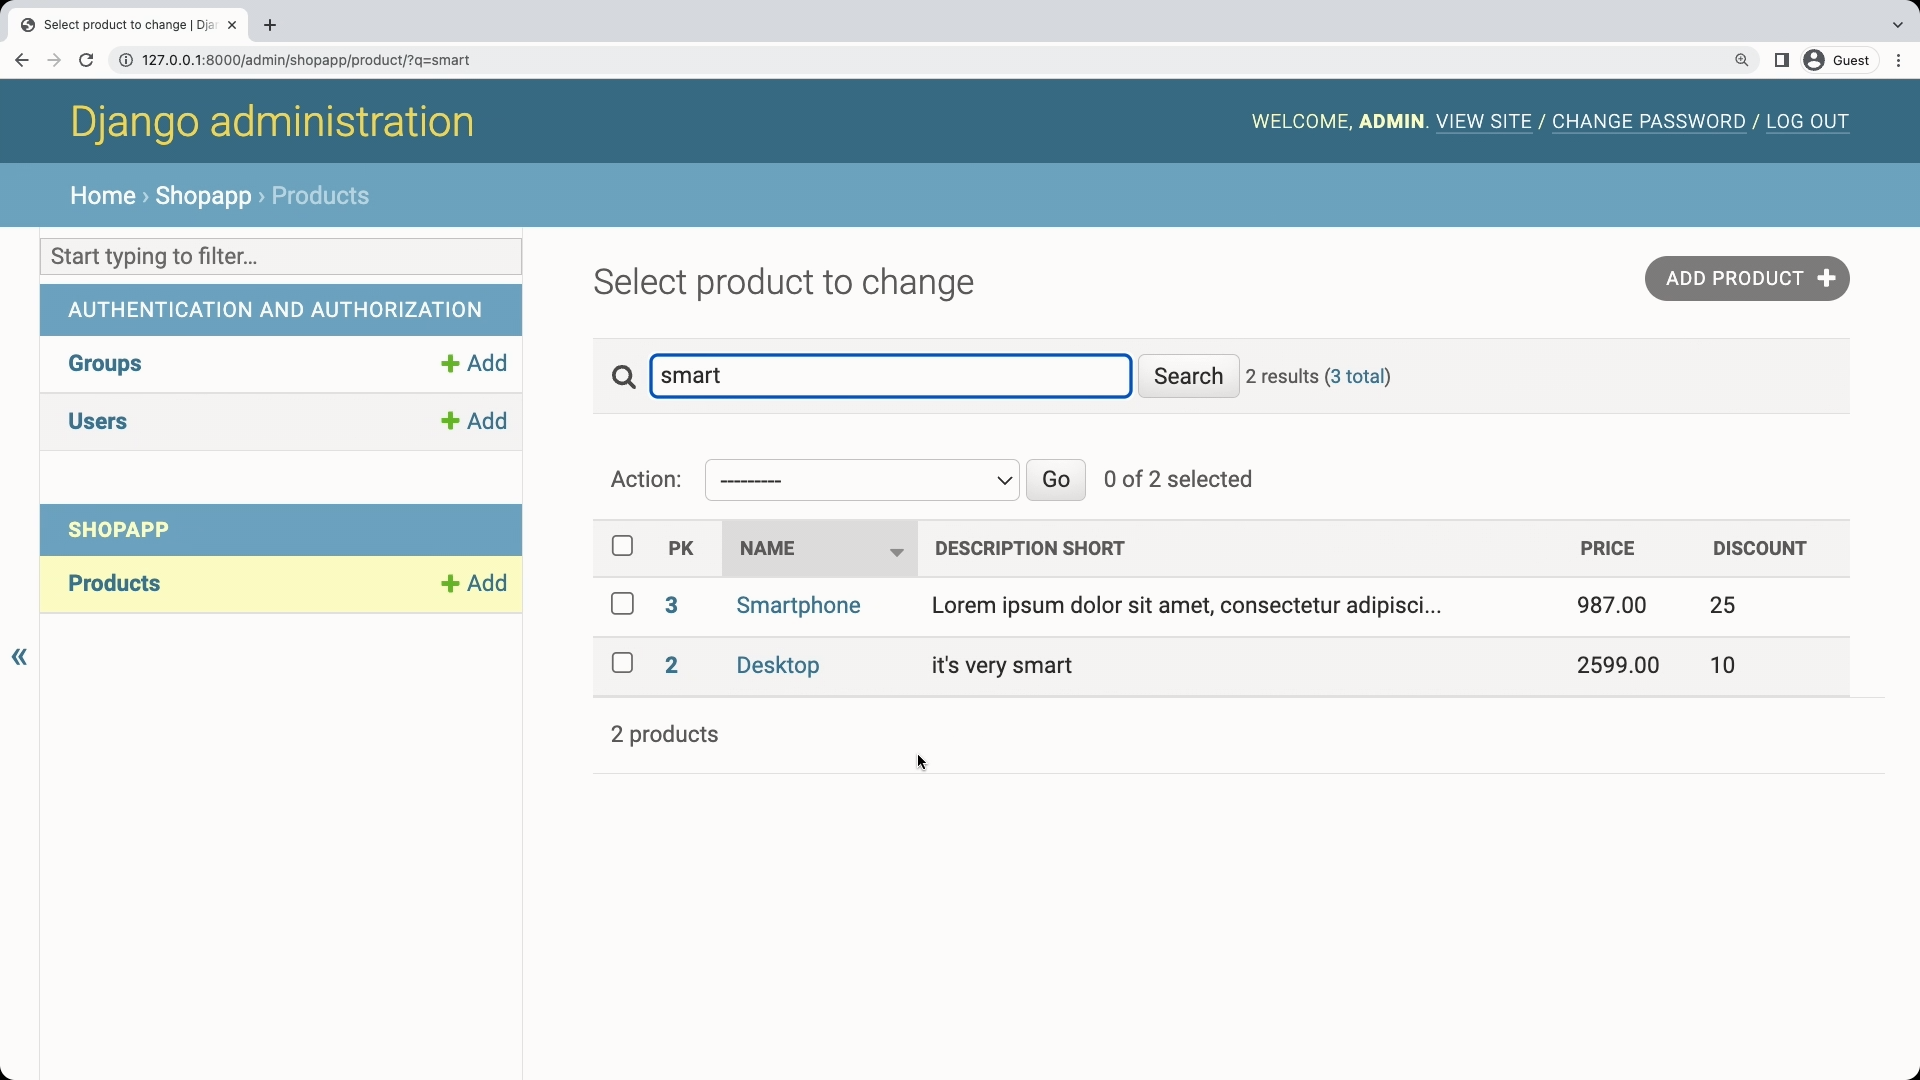 Select product to change | Dja
127.0.0.1:8000/admin/shopapp/product/?q=smart
Guest
Django administration
WELCOME, ADMIN. VIEW SITE / CHANGE PASSWORD / LOG OUT
Home › Shopapp › Products
Start typing to filter...
AUTHENTICATION AND AUTHORIZATION
Groups + Add
Users + Add
SHOPAPP
Products + Add
«
Select product to change
ADD PRODUCT +
smart Search 2 results (3 total)
Action: --------- Go 0 of 2 selected
PK NAME DESCRIPTION SHORT PRICE DISCOUNT
3 Smartphone Lorem ipsum dolor sit amet, consectetur adipisci... 987.00 25
2 Desktop it's very smart 2599.00 10
2 products